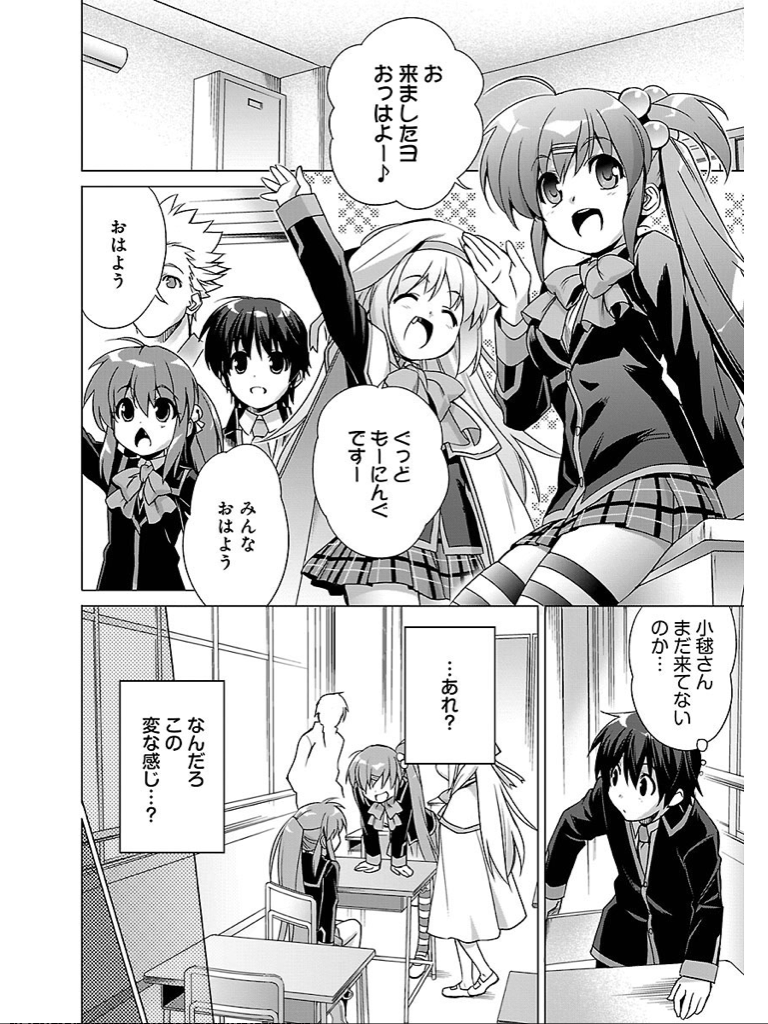 お
来ましたヨ
おっはよー♪
くっど
もーにんぐ
ですー
おはよう
みんな
おはよう
小毬さん
まだ来てない
のか…
…あれ?
なんだろ
この
変な感じ…?